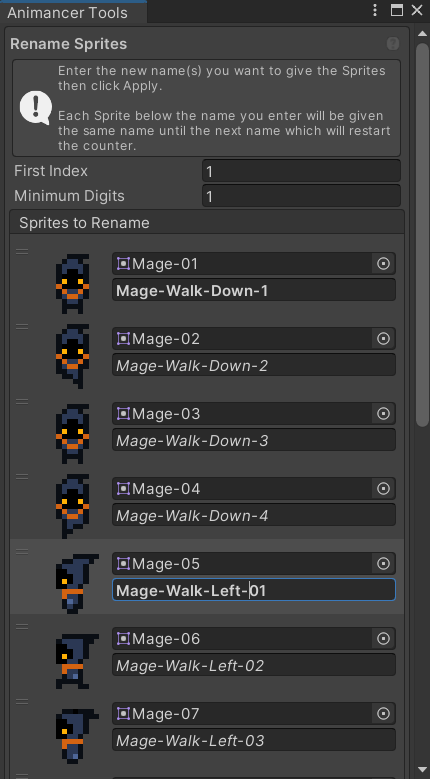 Animancer Tools
Rename Sprites
Enter the new name(s) you want to give the Sprites
then click Apply.
Each Sprite below the name you enter will be given
the same name until the next name which will restart
the counter.
First Index
1
Minimum Digits
1
Sprites to Rename
Mage-01
Mage-Walk-Down-1
Mage-02
Mage-Walk-Down-2
Mage-03
Mage-Walk-Down-3
Mage-04
Mage-Walk-Down-4
Mage-05
Mage-Walk-Left-01
Mage-06
Mage-Walk-Left-02
Mage-07
Mage-Walk-Left-03